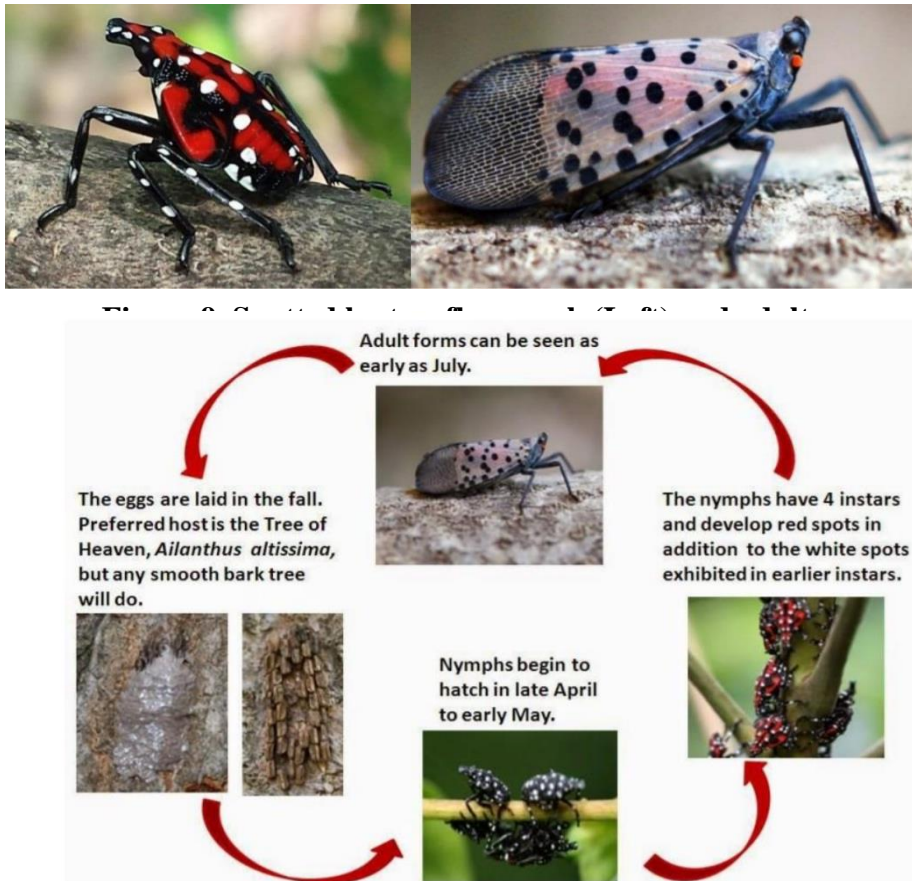 Adult forms can be seen as
early as July.
The eggs are laid in the fall.
Preferred host is the Tree of
Heaven, Ailanthus altissima,
but any smooth bark tree
will do.
The nymphs have 4 instars
and develop red spots in
addition to the white spots
exhibited in earlier instars.
Nymphs begin to
hatch in late April
to early May.